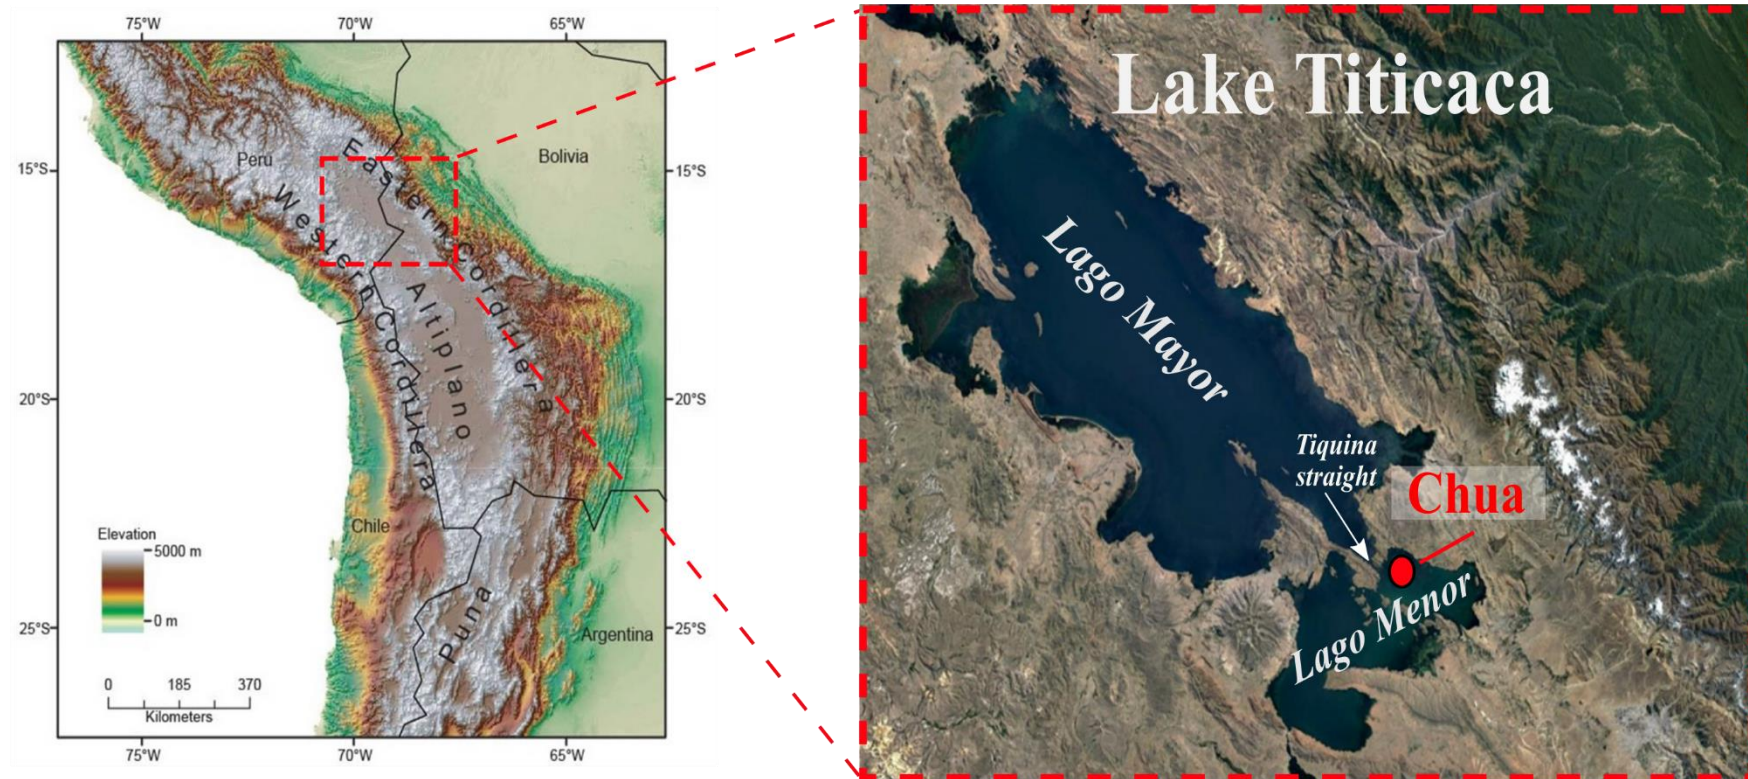 75°W 70°W 65°W
Peru
Bolivia
15°S
15°S
Eastern Cordillera
Western Cordillera
Altiplano
20°S
20°S
Chile
Elevation
5000 m
0 m
Puna
Argentina
25°S
25°S
0 185 370
Kilometers
75°W 70°W 65°W
Lake Titicaca
Lago Mayor
Tiquina
straight
Chua
Lago Menor